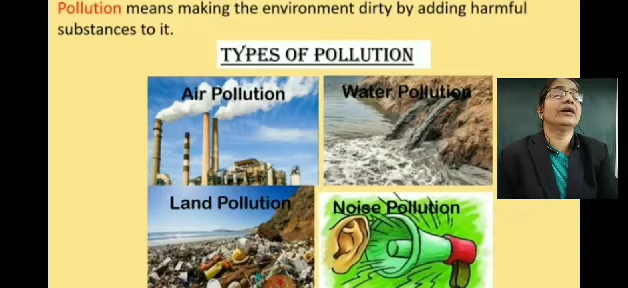 Pollution means making the environment dirty by adding harmful
substances to it.
TYPES OF POLLUTION
Air Pollution
Water Pollution
Land Pollution
Noise Pollution